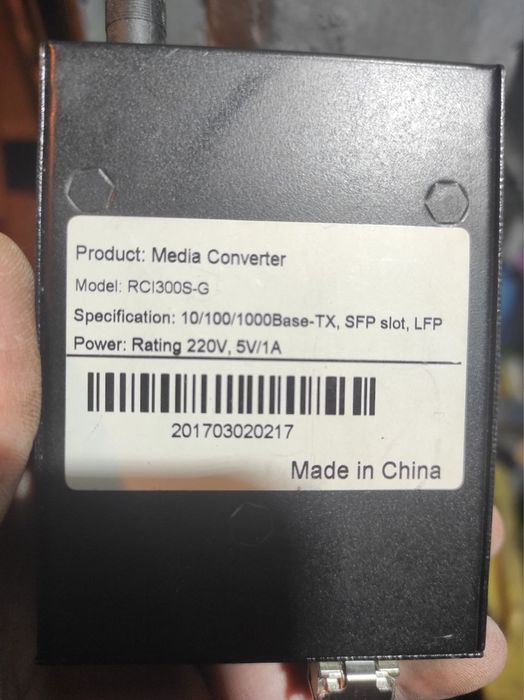 Product: Media Converter
Model: RCI300S-G
Specification: 10/100/1000Base-TX, SFP slot, LFP
Power: Rating 220V, 5V/1A
201703020217
Made in China